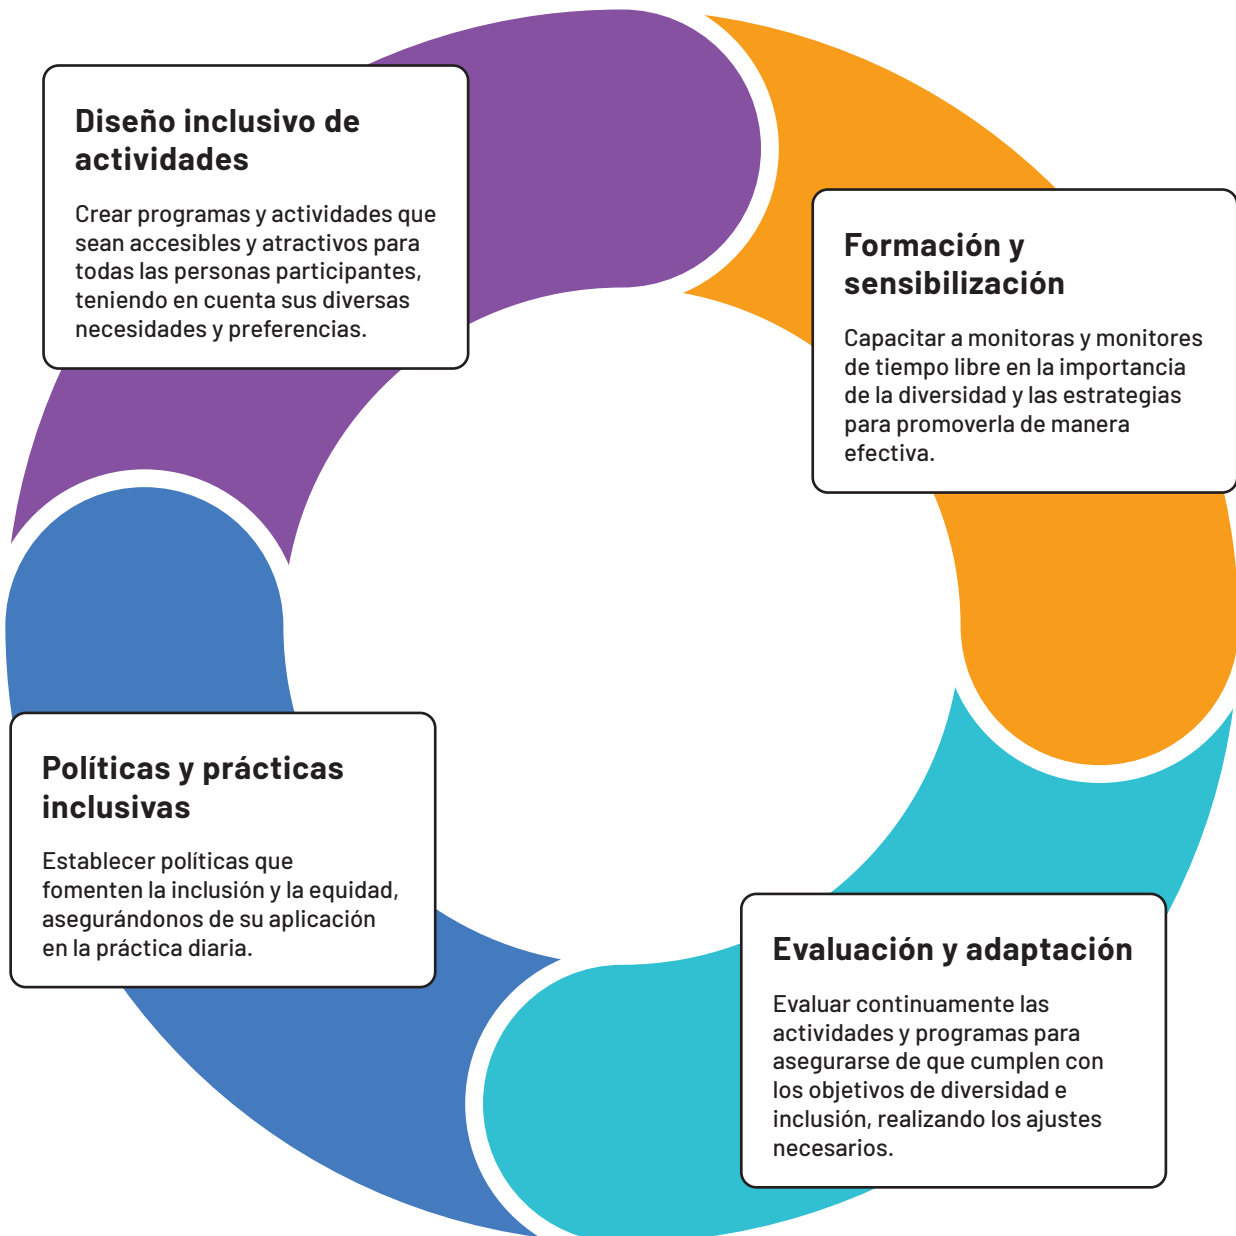 Diseño inclusivo de
actividades
Crear programas y actividades que
sean accesibles y atractivos para
todas las personas participantes,
teniendo en cuenta sus diversas
necesidades y preferencias.
Formación y
sensibilización
Capacitar a monitoras y monitores
de tiempo libre en la importancia
de la diversidad y las estrategias
para promoverla de manera
efectiva.
Políticas y prácticas
inclusivas
Establecer políticas que
fomenten la inclusión y la equidad,
asegurándonos de su aplicación
en la práctica diaria.
Evaluación y adaptación
Evaluar continuamente las
actividades y programas para
asegurarse de que cumplen con
los objetivos de diversidad e
inclusión, realizando los ajustes
necesarios.